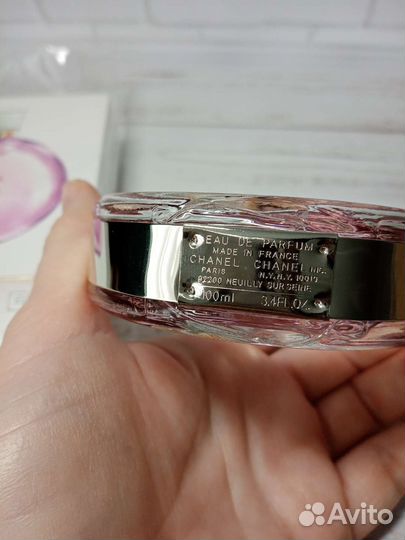 EAU DE PARFUM
MADE IN FRANCE
CHANEL CHANEL
PARIS N.Y. N.Y. 10019
92200 NEUILLY SUR SEINE
100ml 3.4FL.OZ
Avito